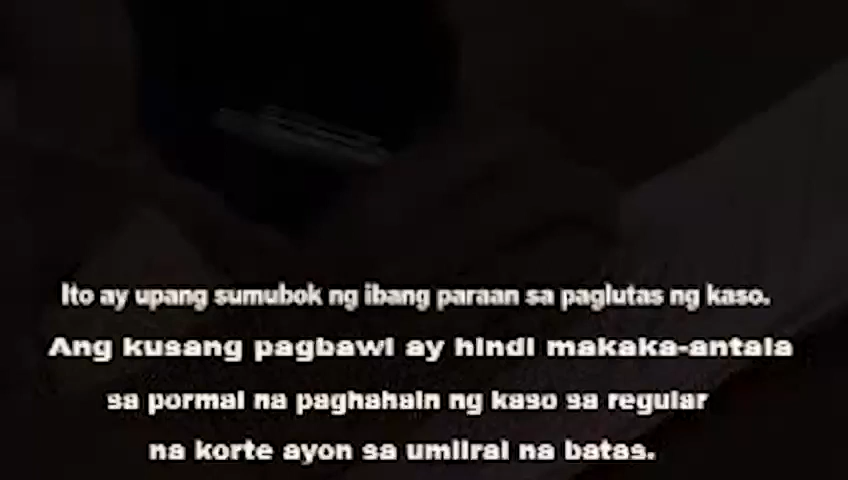 Ito ay upang sumubok ng ibang paraan sa paglutas ng kaso.
Ang kusang pagbawi ay hindi makaka-antala
sa pormal na paghahain ng kaso sa regular
na korte ayon sa umiiral na batas.